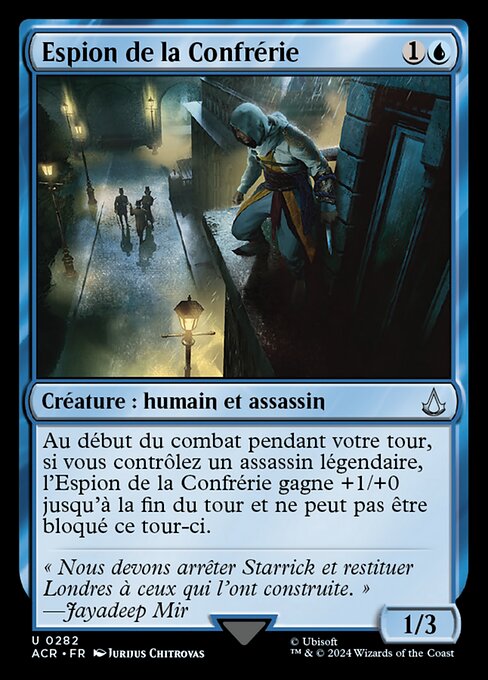 Espion de la Confrérie 1
Créature : humain et assassin
Au début du combat pendant votre tour,
si vous contrôlez un assassin légendaire,
l'Espion de la Confrérie gagne +1/+0
jusqu'à la fin du tour et ne peut pas être
bloqué ce tour-ci.
« Nous devons arrêter Starrick et restituer
Londres à ceux qui l'ont construite. »
—Jayadeep Mir
1/3
U 0282
ACR • FR Jurijus Chitrovas
© Ubisoft
™ & © 2024 Wizards of the Coast